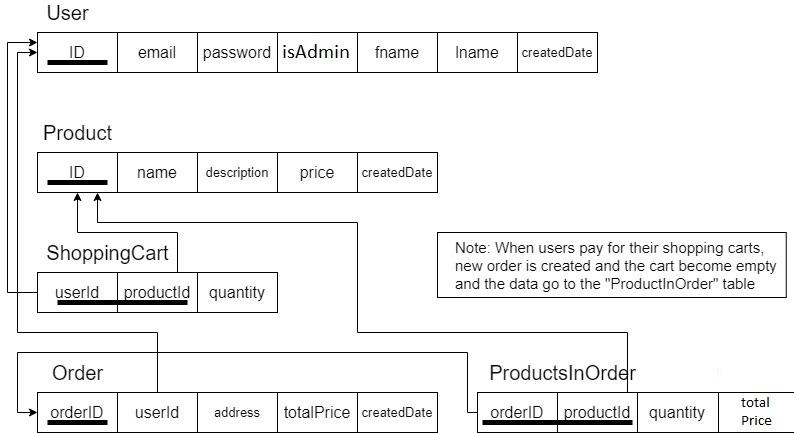 User
ID email password isAdmin fname lname createdDate
Product
ID name description price createdDate
ShoppingCart
userId productId quantity
Note: When users pay for their shopping carts,
new order is created and the cart become empty
and the data go to the "ProductInOrder" table
Order
orderID userId address totalPrice createdDate
ProductsInOrder
orderID productId quantity total
Price